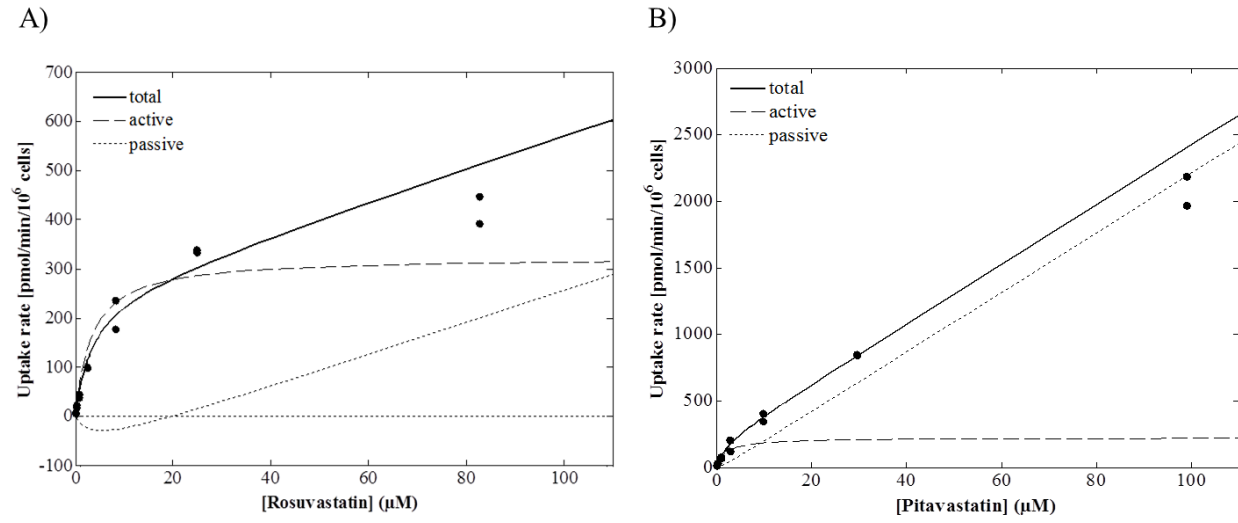 A)
700
600
500
400
300
200
100
0
-100
total
active
passive
Uptake rate [pmol/min/10⁶ cells]
0
20
40
60
80
100
[Rosuvastatin] (µM)
B)
3000
2500
2000
1500
1000
500
0
total
active
passive
Uptake rate [pmol/min/10⁶ cells]
0
20
40
60
80
100
[Pitavastatin] (µM)